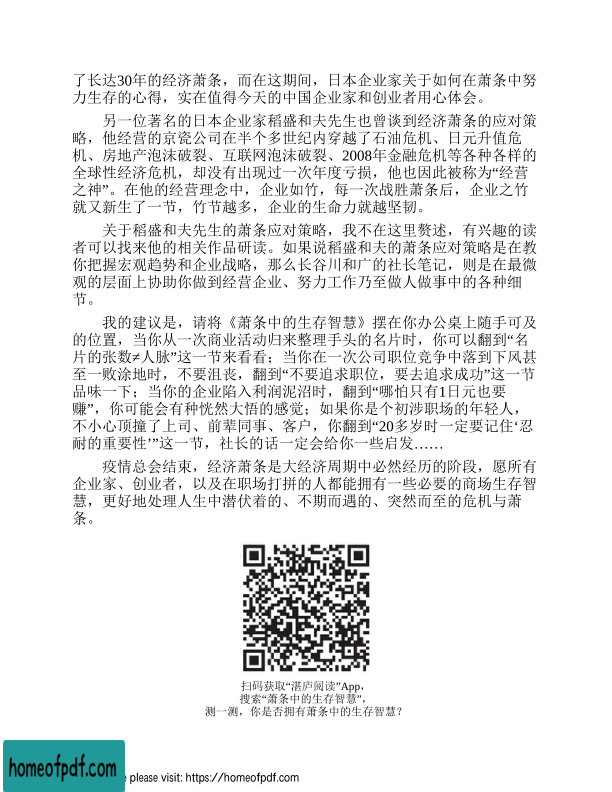 了长达30年的经济萧条，而在这期间，日本企业家关于如何在萧条中努
力生存的心得，实在值得今天的中国企业家和创业者用心体会。
另一位著名的日本企业家稻盛和夫先生也曾谈到经济萧条的应对策
略，他经营的京瓷公司在半个多世纪内穿越了石油危机、日元升值危
机、房地产泡沫破裂、互联网泡沫破裂、2008年金融危机等各种各样的
全球性经济危机，却没有出现过一次年度亏损，他也因此被称为“经营
之神”。在他的经营理念中，企业如竹，每一次战胜萧条后，企业之竹
就又新生了一节，竹节越多，企业的生命力就越坚韧。
关于稻盛和夫先生的萧条应对策略，我不在这里赘述，有兴趣的读
者可以找来他的相关作品研读。如果说稻盛和夫的萧条应对策略是在教
你把握宏观趋势和企业战略，那么长谷川和广的社长笔记，则是在最微
观的层面上协助你做到经营企业、努力工作乃至做人做事中的各种细
节。
我的建议是，请将《萧条中的生存智慧》摆在你办公桌上随手可及
的位置，当你从一次商业活动归来整理手头的名片时，你可以翻到“名
片的张数≠人脉”这一节来看看；当你在一次公司职位竞争中落到下风甚
至一败涂地时，不要沮丧，翻到“不要追求职位，要去追求成功”这一节
品味一下；当你的企业陷入利润泥沼时，翻到“哪怕只有1日元也要
赚”，你可能会有种恍然大悟的感觉；如果你是个初涉职场的年轻人，
不小心顶撞了上司、前辈同事、客户，你翻到“20多岁时一定要记住‘忍
耐的重要性’”这一节，社长的话一定会给你一些启发……
疫情总会结束，经济萧条是大经济周期中必然经历的阶段，愿所有
企业家、创业者，以及在职场打拼的人都能拥有一些必要的商场生存智
慧，更好地处理人生中潜伏着的、不期而遇的、突然而至的危机与萧
条。
扫码获取“湛庐阅读”App，
搜索“萧条中的生存智慧”，
测一测，你是否拥有萧条中的生存智慧？
homeofpdf.com
e please visit: https://homeofpdf.com